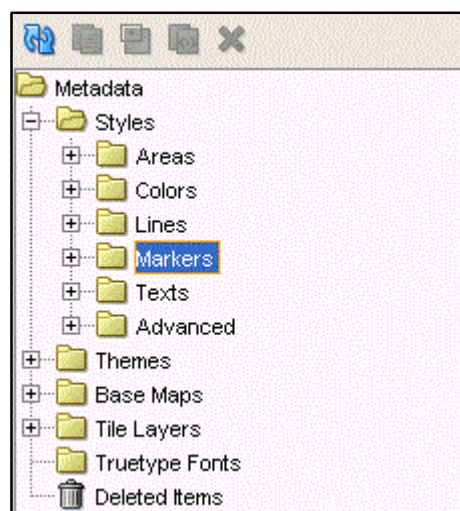 Metadata
Styles
Areas
Colors
Lines
Markers
Texts
Advanced
Themes
Base Maps
Tile Layers
Truetype Fonts
Deleted Items